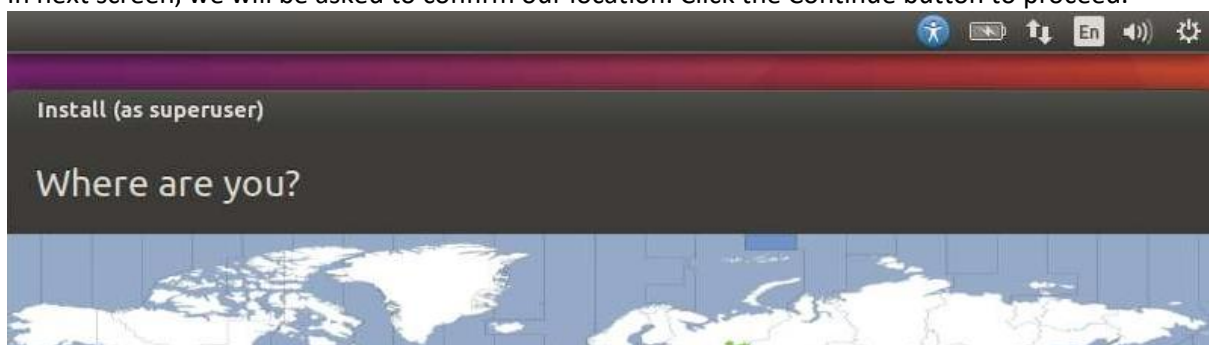 In next screen, we will be asked to confirm our location. Click the Continue button to proceed.
En
Install (as superuser)
Where are you?